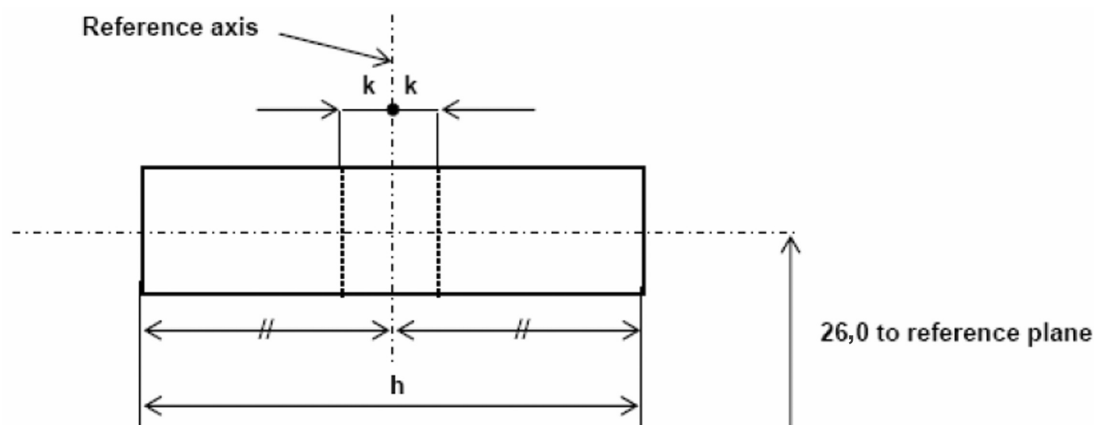 Reference axis
k k
// //
26,0 to reference plane
h